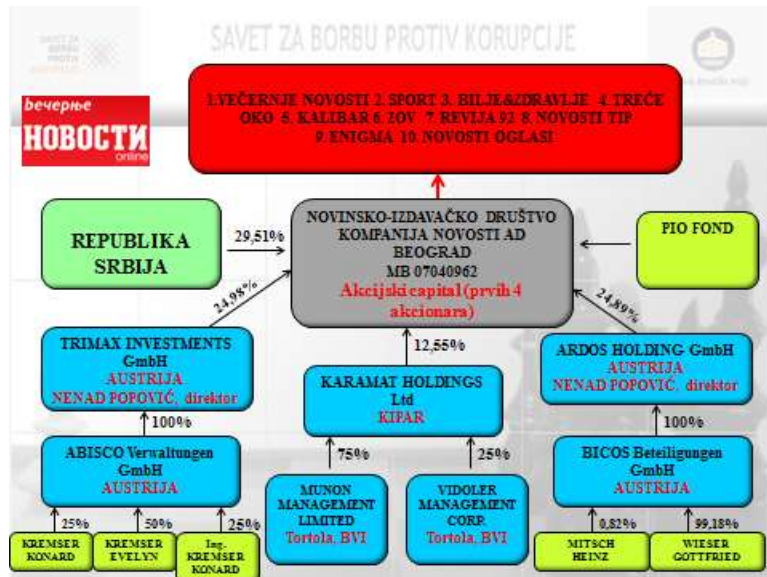 SAVET ZA BORBU PROTIV KORUPCIJE
вечерње
НОВОСТИ
online
1.VEČERNJE NOVOSTI 2. SPORT 3. BILJE&ZDRAVLJE 4. TREĆE
OKO 5. KALIBAR 6. ZOV 7. REVIJA 92 8. NOVOSTI TIP
9. ENIGMA 10. NOVOSTI OGLASI
REPUBLIKA
SRBIJA
29,51%
NOVINSKO-IZDAVAČKO DRUŠTVO
KOMPANIJA NOVOSTI AD
BEOGRAD
MB 07040962
Akcijski capital (prvih 4
akcionara)
PIO FOND
24,98%
24,89%
12,55%
TRIMAX INVESTMENTS
GmbH
AUSTRIJA
NENAD POPOVIĆ, direktor
KARAMAT HOLDINGS
Ltd
KIPAR
ARDOS HOLDING GmbH
AUSTRIJA
NENAD POPOVIĆ, direktor
100%
75%
25%
100%
ABISCO Verwaltungen
GmbH
AUSTRIJA
MUNON
MANAGEMENT
LIMITED
Tortola, BVI
VIDOLER
MANAGEMENT
CORP.
Tortola, BVI
BICOS Beteiligungen
GmbH
AUSTRIJA
25%
50%
25%
0,82%
99,18%
KREMSER
KONARD
KREMSER
EVELYN
Ing.
KREMSER
KONARD
MITSCH
HEINZ
WIESER
GOTTFRIED